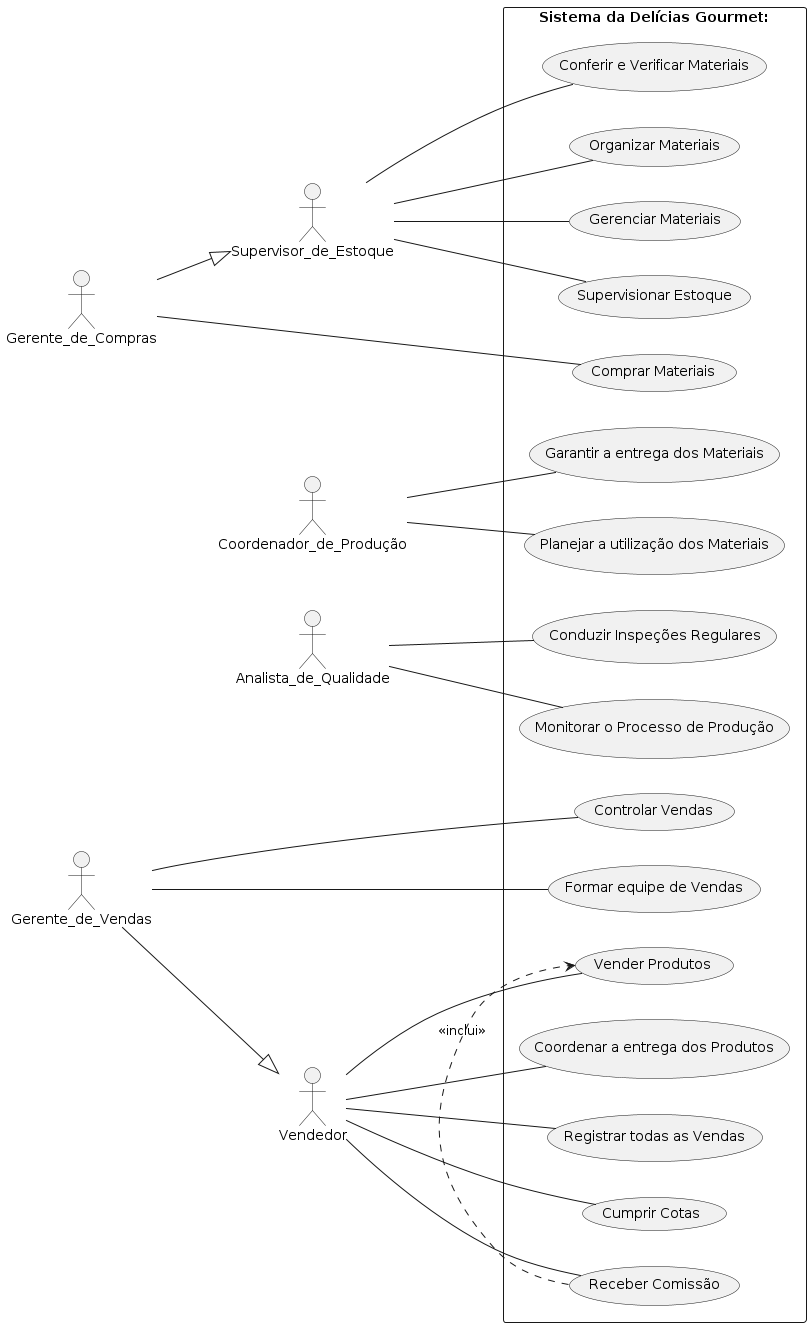 Sistema da Delícias Gourmet:
Conferir e Verificar Materiais
Organizar Materiais
Gerenciar Materiais
Supervisor_de_Estoque
Supervisionar Estoque
Gerente_de_Compras
Comprar Materiais
Garantir a entrega dos Materiais
Coordenador_de_Produção
Planejar a utilização dos Materiais
Conduzir Inspeções Regulares
Analista_de_Qualidade
Monitorar o Processo de Produção
Controlar Vendas
Formar equipe de Vendas
Gerente_de_Vendas
Vender Produtos
«inclui»
Coordenar a entrega dos Produtos
Vendedor
Registrar todas as Vendas
Cumprir Cotas
Receber Comissão